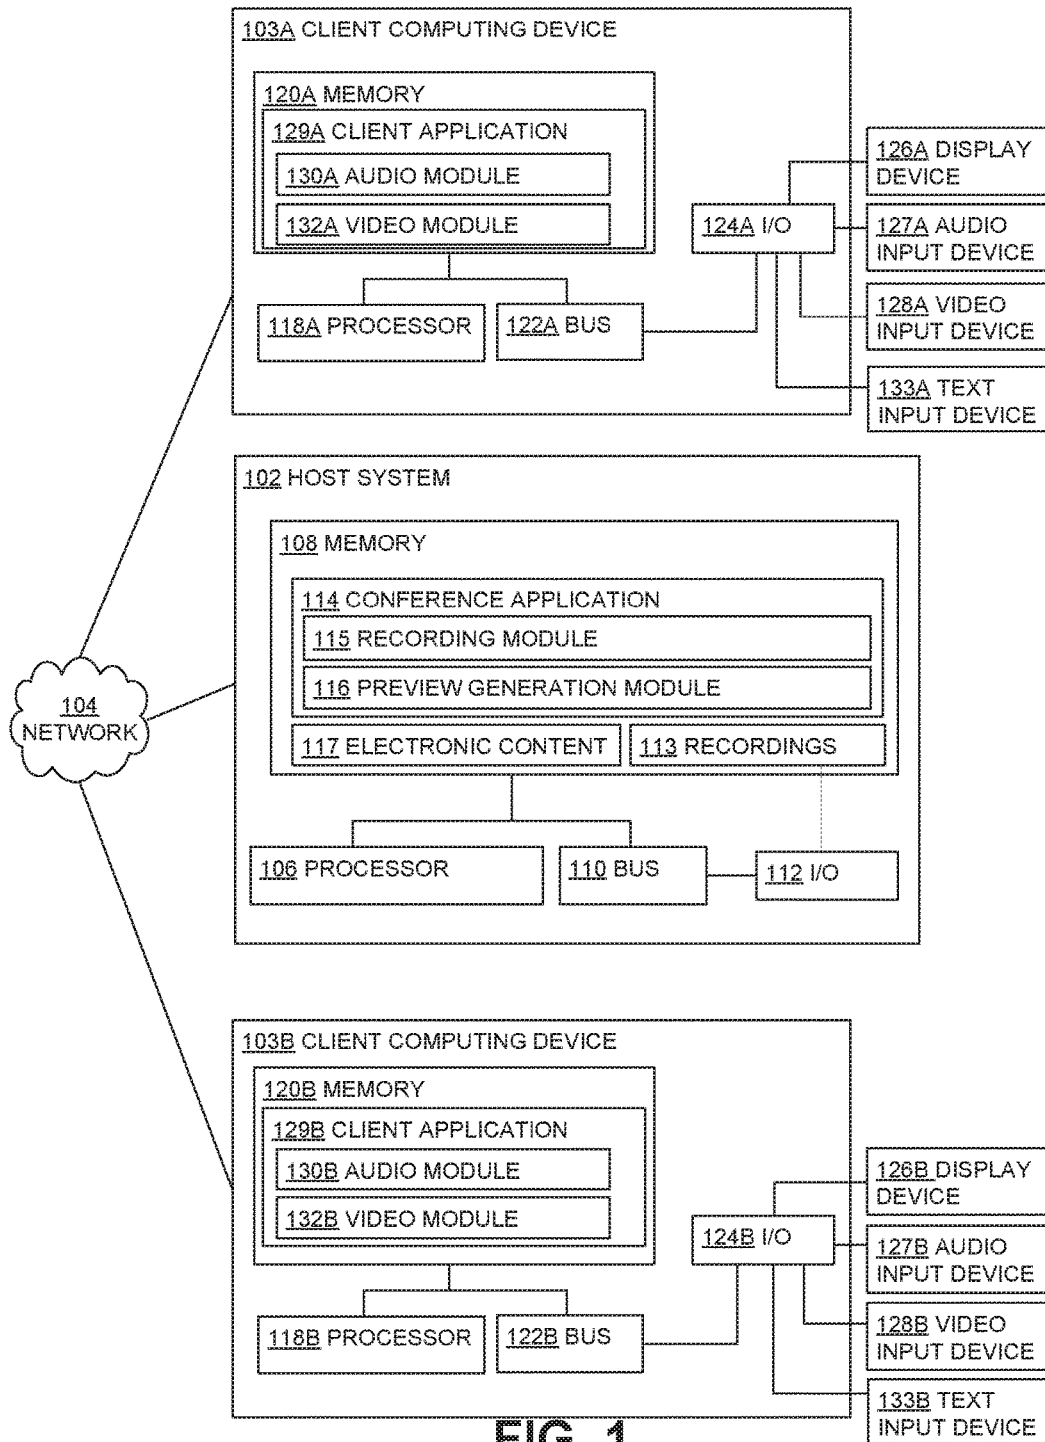 103A CLIENT COMPUTING DEVICE
120A MEMORY
129A CLIENT APPLICATION
130A AUDIO MODULE
132A VIDEO MODULE
118A PROCESSOR
122A BUS
124A I/O
126A DISPLAY
DEVICE
127A AUDIO
INPUT DEVICE
128A VIDEO
INPUT DEVICE
133A TEXT
INPUT DEVICE
104
NETWORK
102 HOST SYSTEM
108 MEMORY
114 CONFERENCE APPLICATION
115 RECORDING MODULE
116 PREVIEW GENERATION MODULE
117 ELECTRONIC CONTENT
113 RECORDINGS
106 PROCESSOR
110 BUS
112 I/O
103B CLIENT COMPUTING DEVICE
120B MEMORY
129B CLIENT APPLICATION
130B AUDIO MODULE
132B VIDEO MODULE
118B PROCESSOR
122B BUS
124B I/O
126B DISPLAY
DEVICE
127B AUDIO
INPUT DEVICE
128B VIDEO
INPUT DEVICE
133B TEXT
INPUT DEVICE
FIG. 1